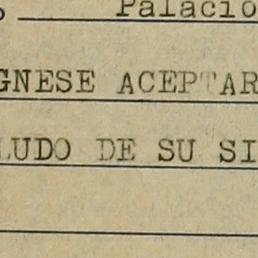 Palacio
GNESE ACEPTAR
LUDO DE SU SI